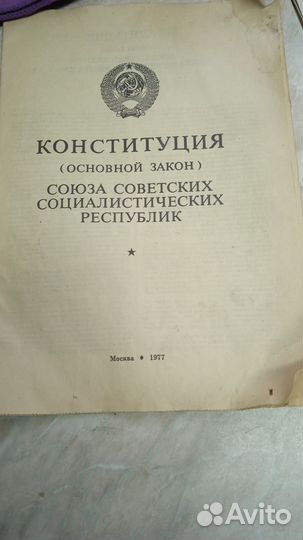 КОНСТИТУЦИЯ
(ОСНОВНОЙ ЗАКОН)
СОЮЗА СОВЕТСКИХ
СОЦИАЛИСТИЧЕСКИХ
РЕСПУБЛИК
Москва • 1977
Avito